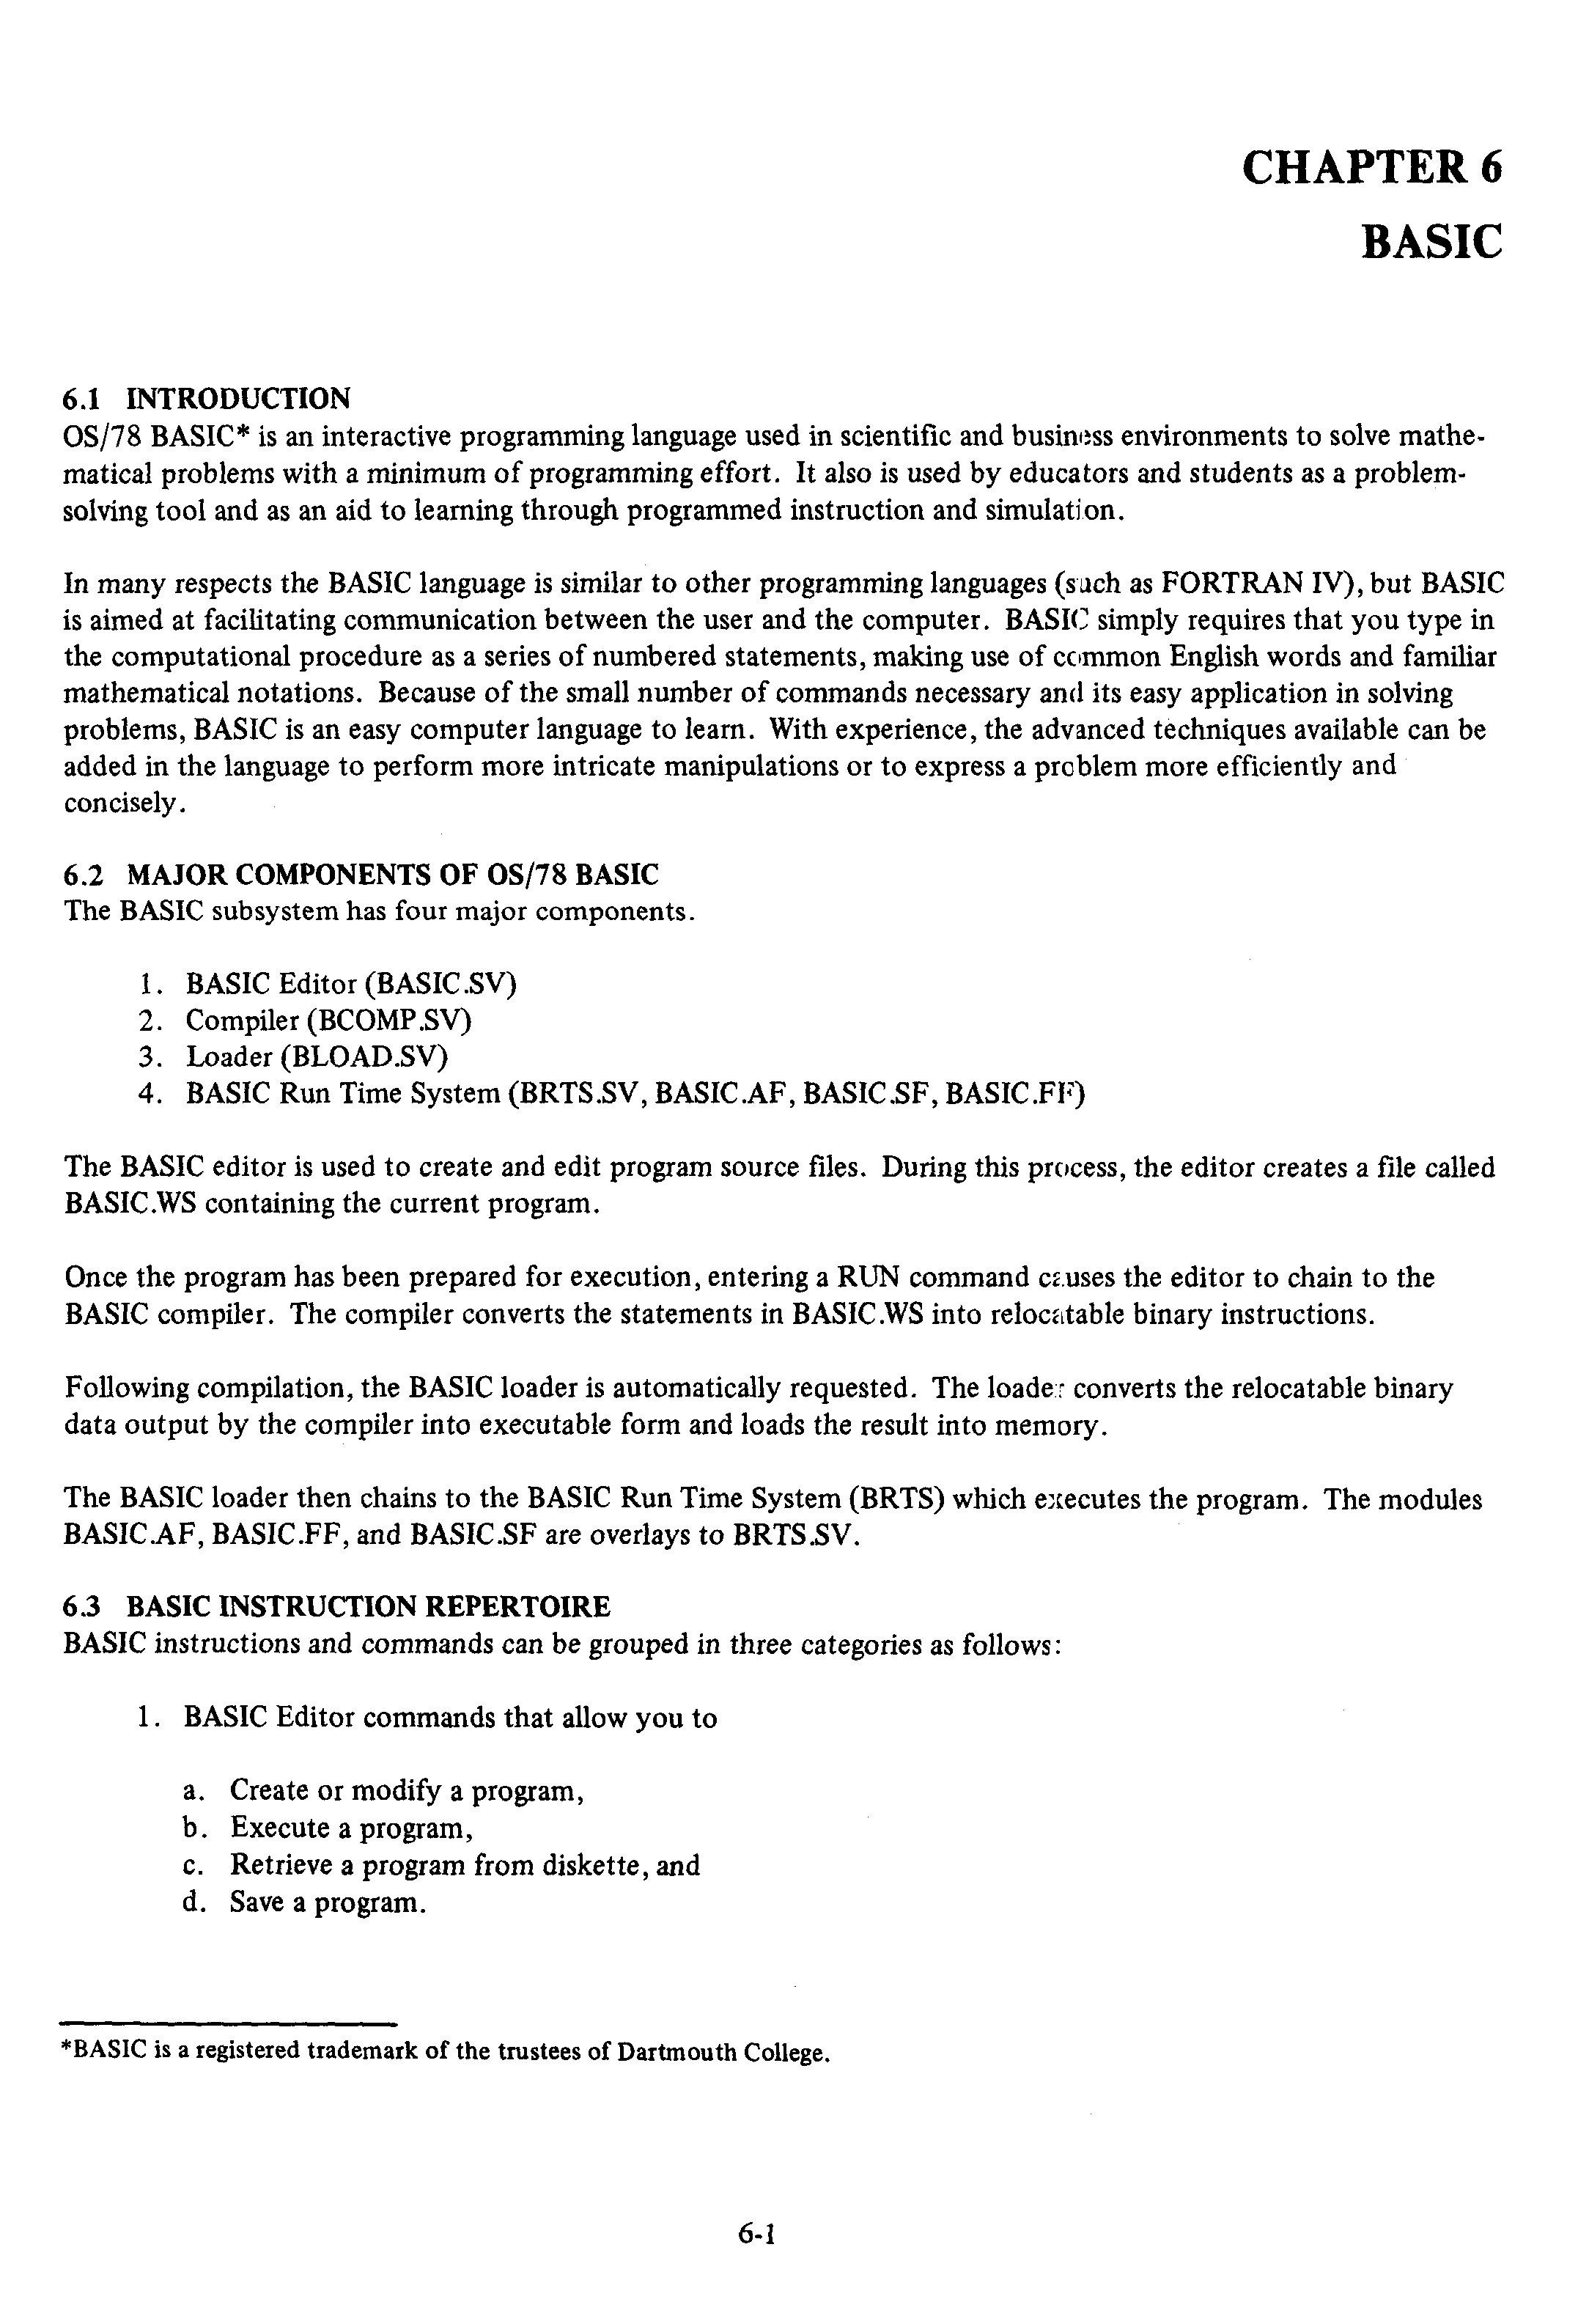 CHAPTER 6
BASIC
6.1 INTRODUCTION
OS/78 BASIC* is an interactive programming language used in scientific and business environments to solve mathe-
matical problems with a minimum of programming effort. It also is used by educators and students as a problem-
solving tool and as an aid to learning through programmed instruction and simulation.
In many respects the BASIC language is similar to other programming languages (such as FORTRAN IV), but BASIC
is aimed at facilitating communication between the user and the computer. BASIC simply requires that you type in
the computational procedure as a series of numbered statements, making use of common English words and familiar
mathematical notations. Because of the small number of commands necessary and its easy application in solving
problems, BASIC is an easy computer language to learn. With experience, the advanced techniques available can be
added in the language to perform more intricate manipulations or to express a problem more efficiently and
concisely.
6.2 MAJOR COMPONENTS OF OS/78 BASIC
The BASIC subsystem has four major components.
1. BASIC Editor (BASIC.SV)
2. Compiler (BCOMP.SV)
3. Loader (BLOAD.SV)
4. BASIC Run Time System (BRTS.SV, BASIC.AF, BASIC.SF, BASIC.FF)
The BASIC editor is used to create and edit program source files. During this process, the editor creates a file called
BASIC.WS containing the current program.
Once the program has been prepared for execution, entering a RUN command causes the editor to chain to the
BASIC compiler. The compiler converts the statements in BASIC.WS into relocatable binary instructions.
Following compilation, the BASIC loader is automatically requested. The loader converts the relocatable binary
data output by the compiler into executable form and loads the result into memory.
The BASIC loader then chains to the BASIC Run Time System (BRTS) which executes the program. The modules
BASIC.AF, BASIC.FF, and BASIC.SF are overlays to BRTS.SV.
6.3 BASIC INSTRUCTION REPERTOIRE
BASIC instructions and commands can be grouped in three categories as follows:
1. BASIC Editor commands that allow you to
a. Create or modify a program,
b. Execute a program,
c. Retrieve a program from diskette, and
d. Save a program.
*BASIC is a registered trademark of the trustees of Dartmouth College.
6-1